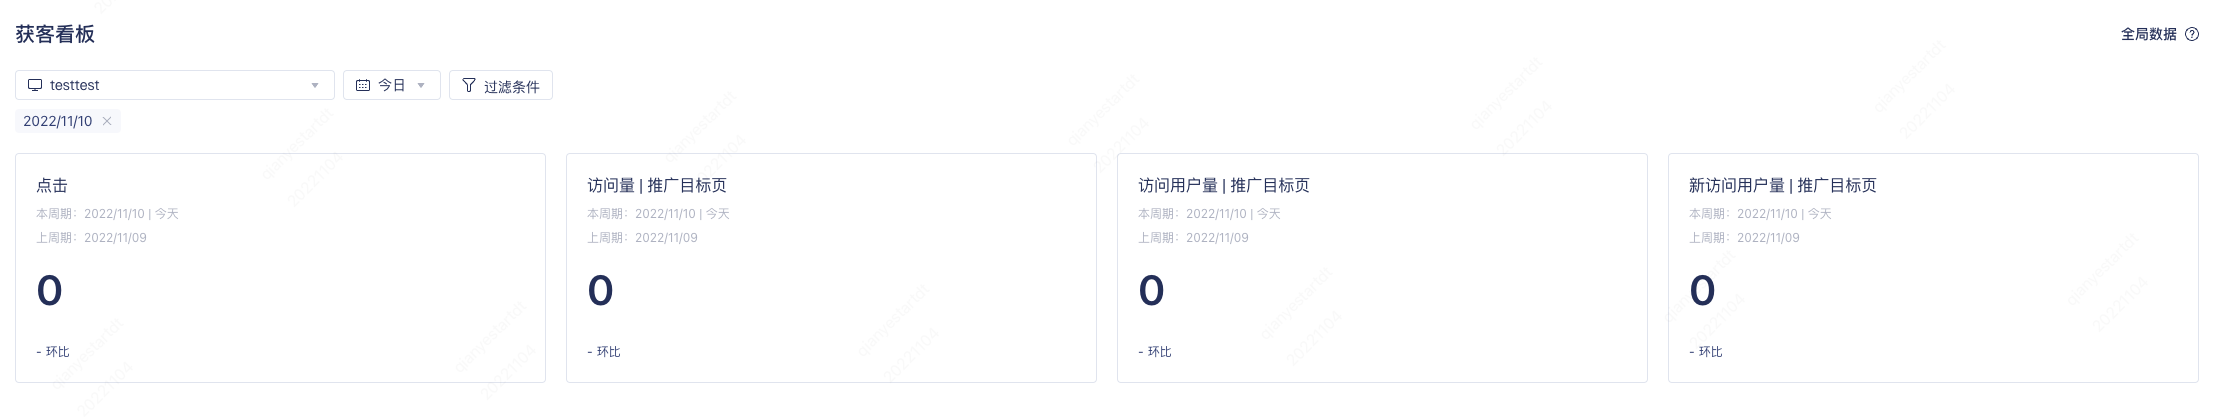 获客看板
全局数据
testtest
今日
过滤条件
2022/11/10
点击
本周期：2022/11/10 | 今天
上周期：2022/11/09
0
- 环比
访问量 | 推广目标页
本周期：2022/11/10 | 今天
上周期：2022/11/09
0
- 环比
访问用户量 | 推广目标页
本周期：2022/11/10 | 今天
上周期：2022/11/09
0
- 环比
新访问用户量 | 推广目标页
本周期：2022/11/10 | 今天
上周期：2022/11/09
0
- 环比